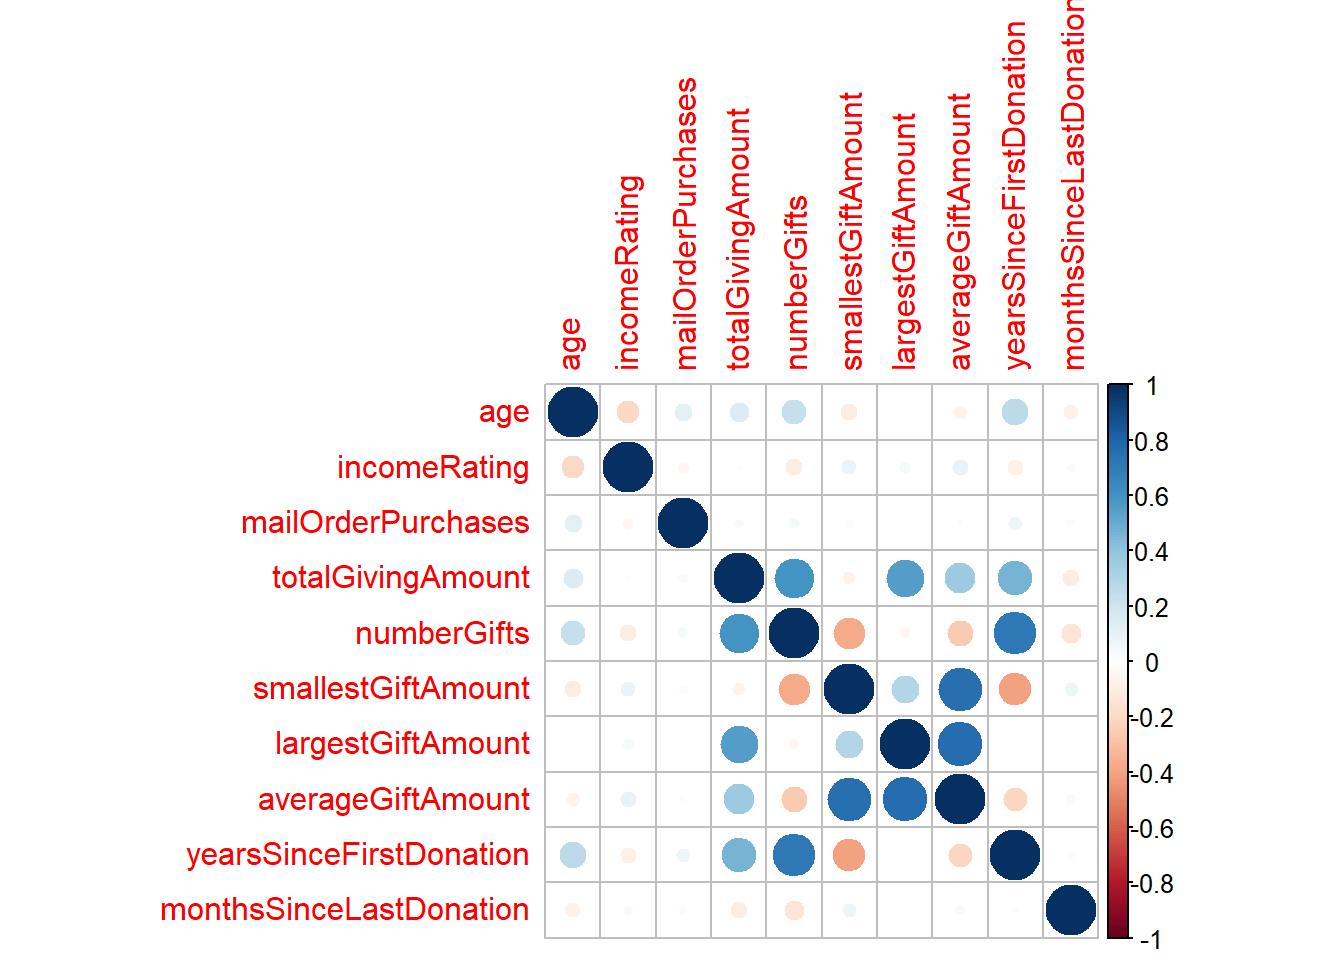 age
incomeRating
mailOrderPurchases
totalGivingAmount
numberGifts
smallestGiftAmount
largestGiftAmount
averageGiftAmount
yearsSinceFirstDonation
monthsSinceLastDonation
age
incomeRating
mailOrderPurchases
totalGivingAmount
numberGifts
smallestGiftAmount
largestGiftAmount
averageGiftAmount
yearsSinceFirstDonation
monthsSinceLastDonation
1
0.8
0.6
0.4
0.2
0
-0.2
-0.4
-0.6
-0.8
-1